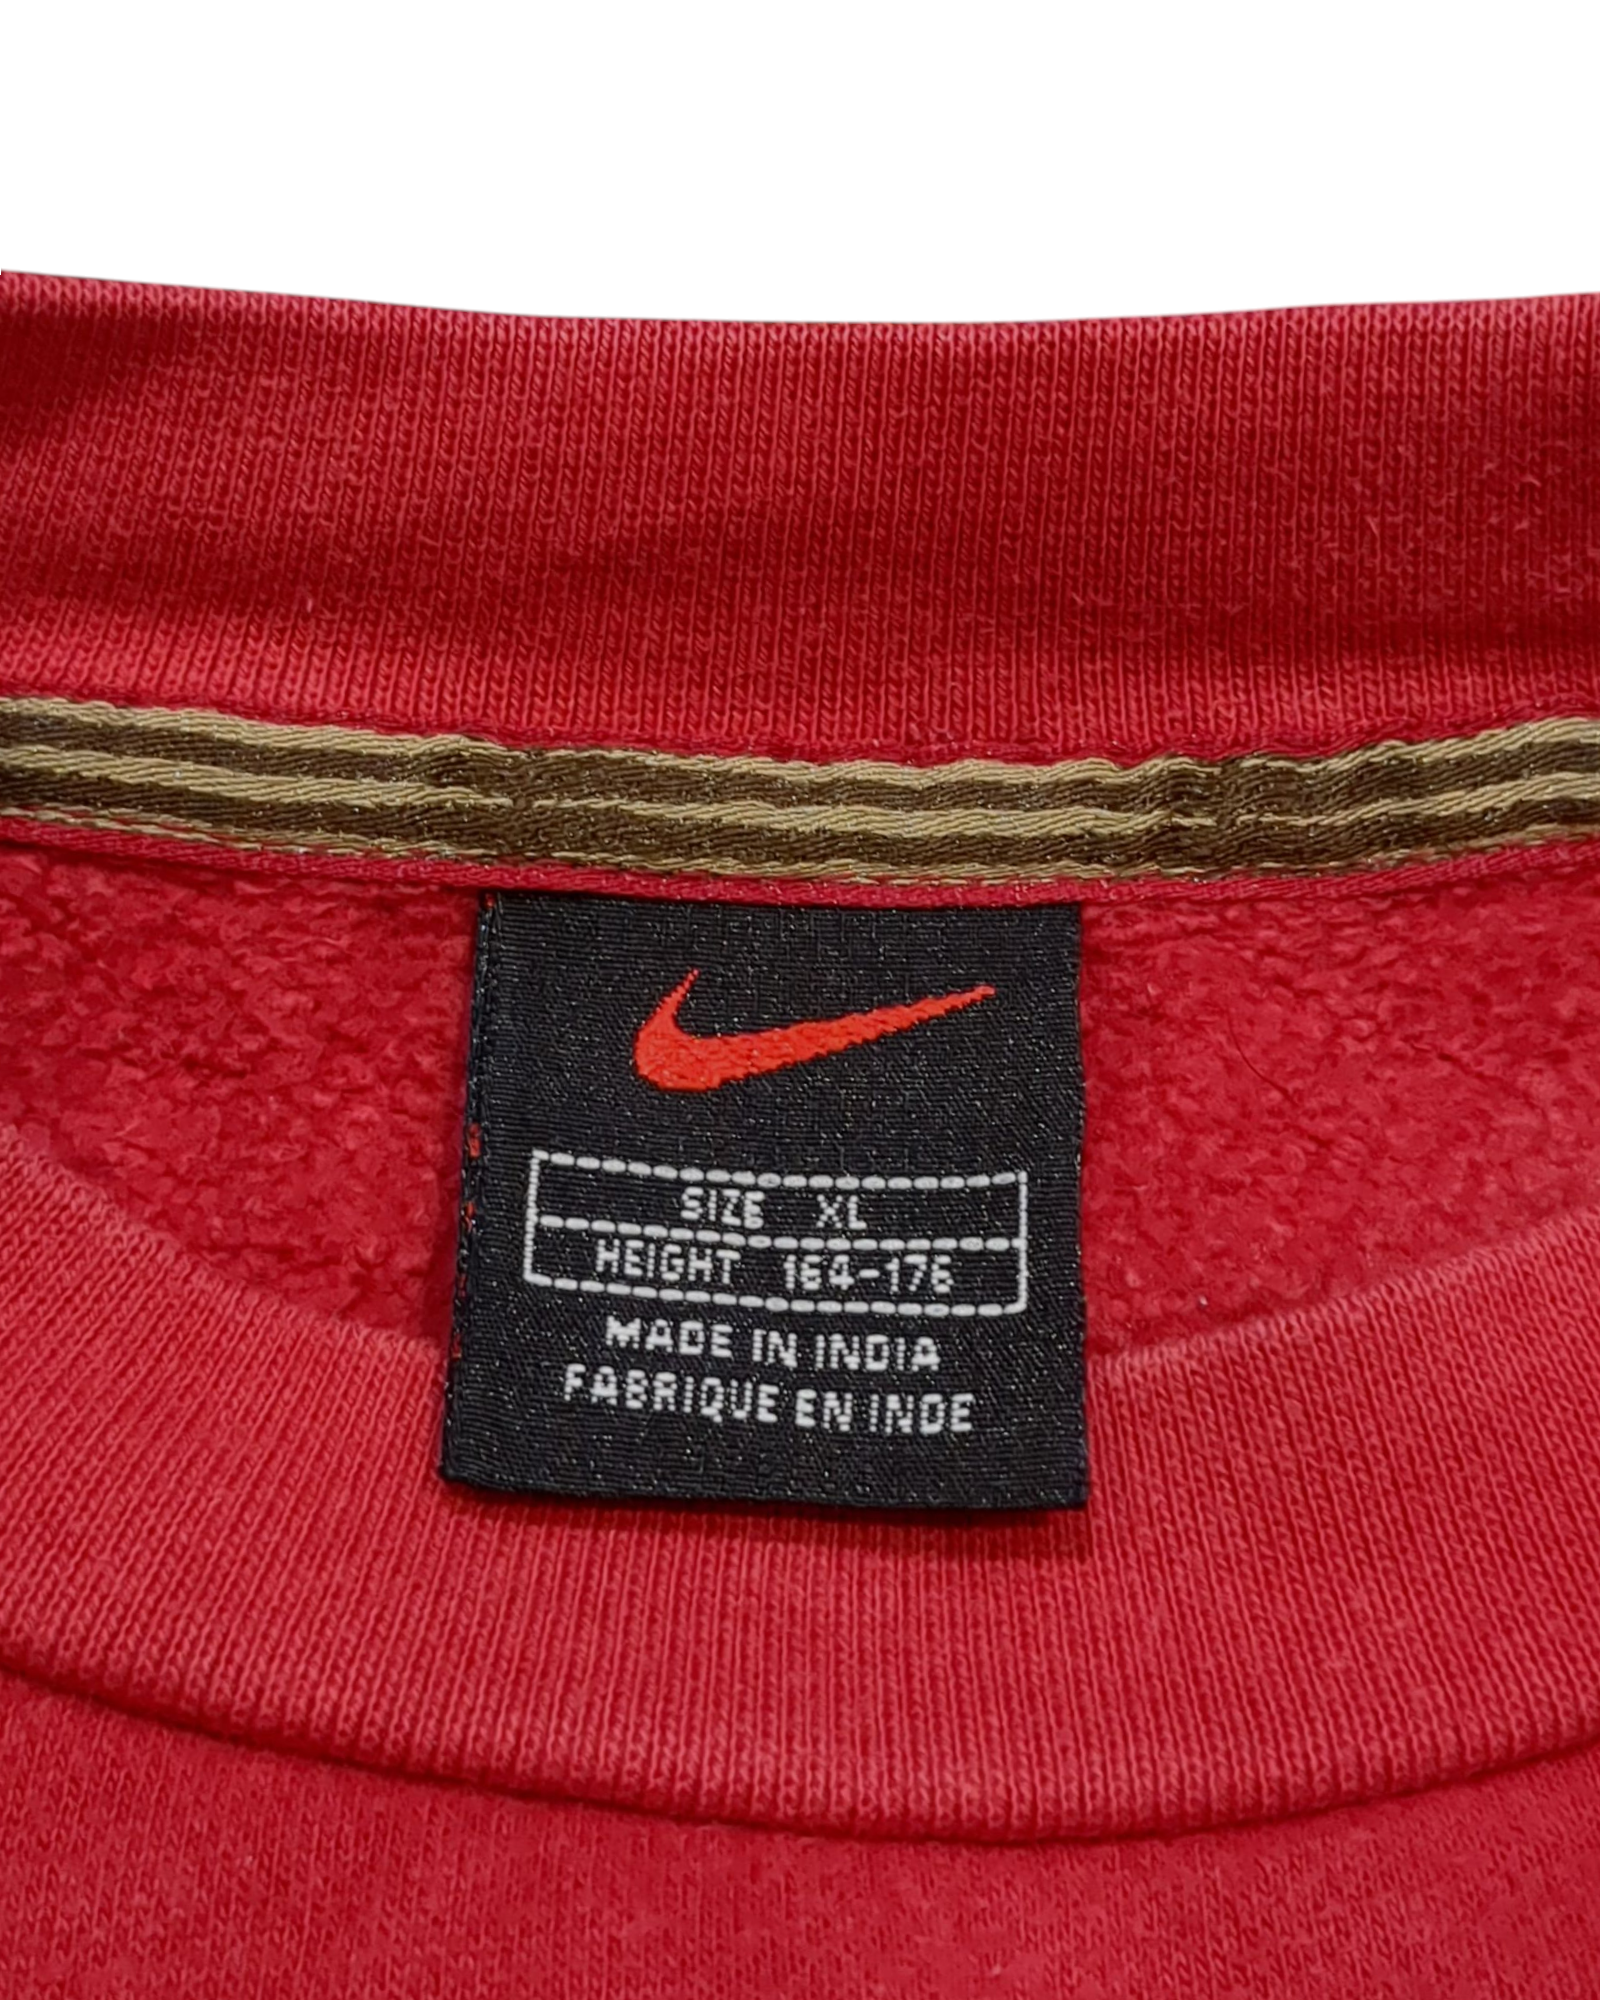 SIZE XL
HEIGHT 164-176
MADE IN INDIA
FABRIQUE EN INDE